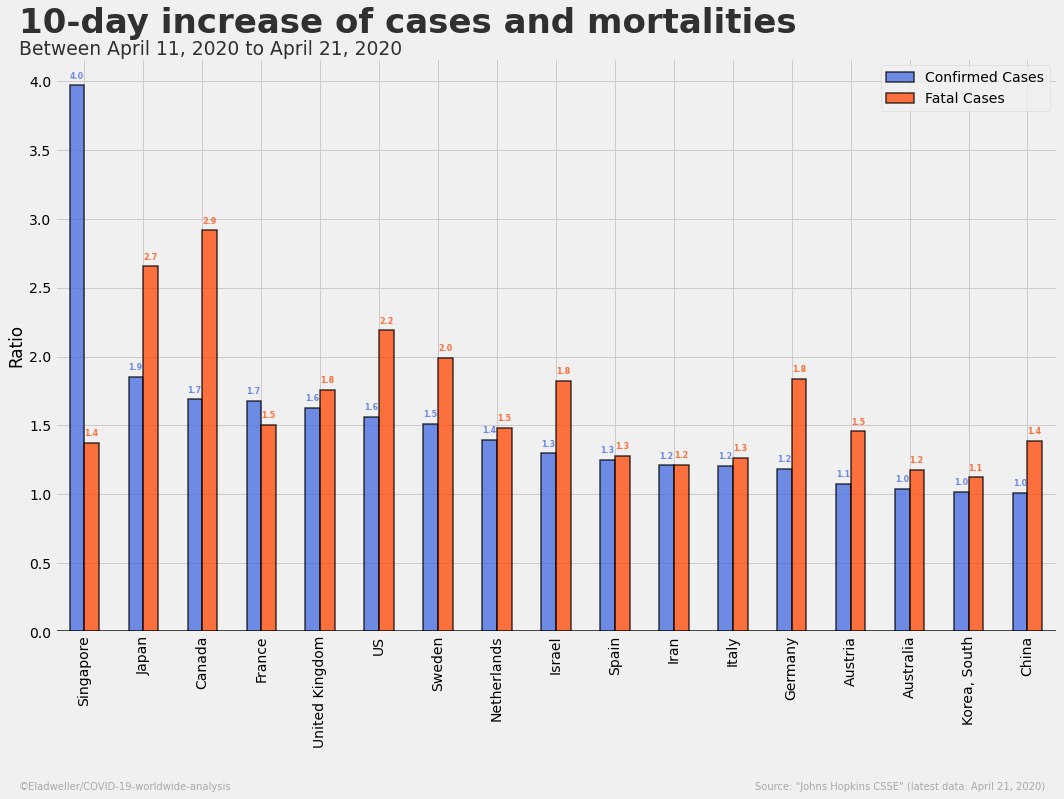 10-day increase of cases and mortalities
Between April 11, 2020 to April 21, 2020
Confirmed Cases
Fatal Cases
Ratio
4.0
3.5
3.0
2.5
2.0
1.5
1.0
0.5
0.0
4.0 1.4 1.9 2.7 1.7 2.9 1.7 1.5 1.6 1.8 1.6 2.2 1.5 2.0 1.4 1.5 1.3 1.8 1.3 1.3 1.2 1.2 1.2 1.3 1.2 1.8 1.1 1.5 1.0 1.2 1.0 1.1 1.0 1.4
Singapore
Japan
Canada
France
United Kingdom
US
Sweden
Netherlands
Israel
Spain
Iran
Italy
Germany
Austria
Australia
Korea, South
China
©Eladweller/COVID-19-worldwide-analysis
Source: "Johns Hopkins CSSE" (latest data: April 21, 2020)